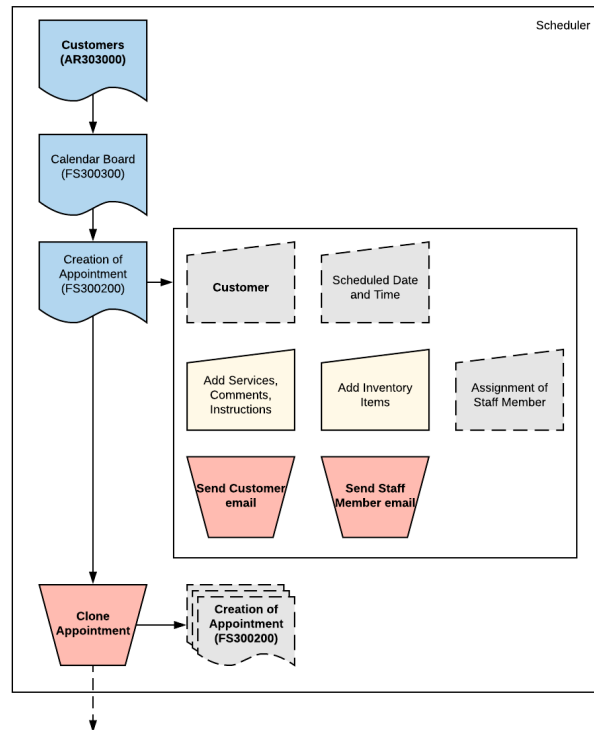 Scheduler
Customers
(AR303000)
Calendar Board
(FS300300)
Creation of
Appointment
(FS300200)
Customer
Scheduled Date
and Time
Add Services,
Comments,
Instructions
Add Inventory
Items
Assignment of
Staff Member
Send Customer
email
Send Staff
Member email
Clone
Appointment
Creation of
Appointment
(FS300200)